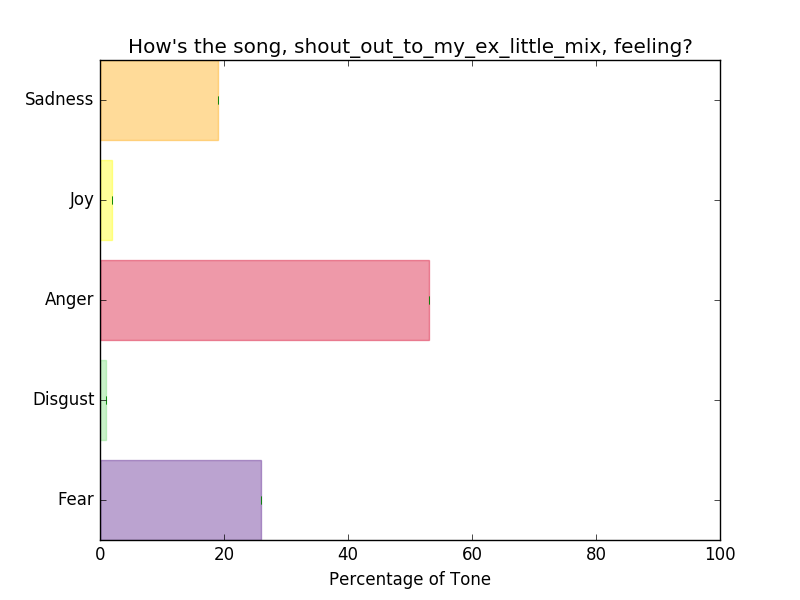 How's the song, shout_out_to_my_ex_little_mix, feeling?
Sadness
Joy
Anger
Disgust
Fear
0 20 40 60 80 100
Percentage of Tone